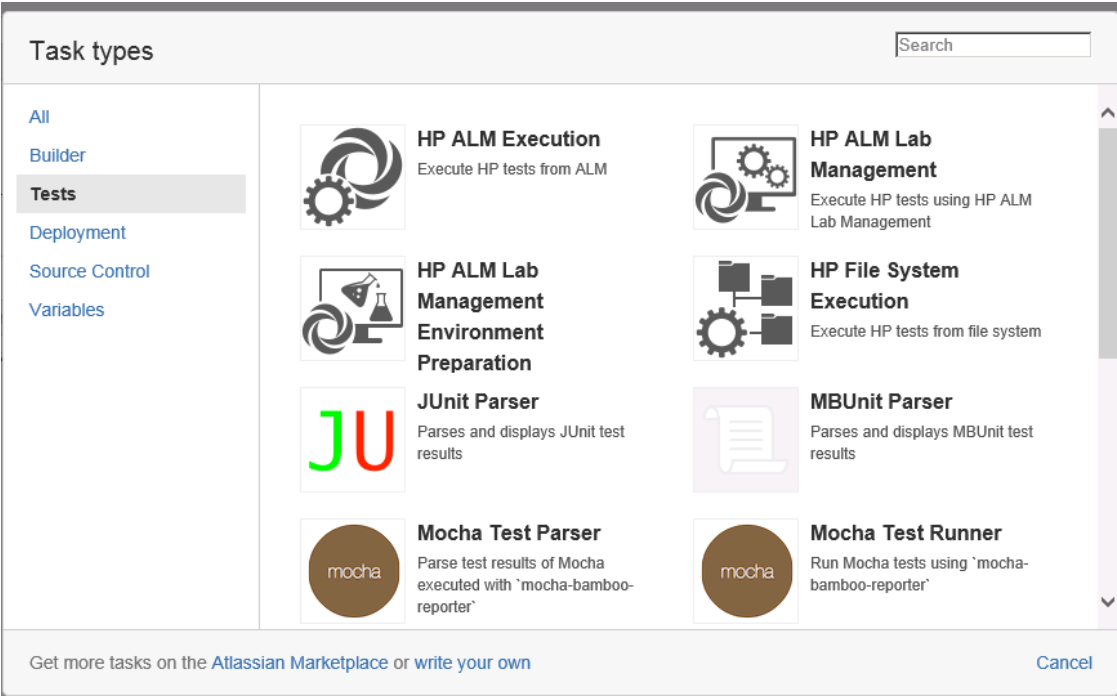 Task types
Search
All
Builder
Tests
Deployment
Source Control
Variables
HP ALM Execution
Execute HP tests from ALM
HP ALM Lab
Management
Execute HP tests using HP ALM
Lab Management
HP ALM Lab
Management
Environment
Preparation
HP File System
Execution
Execute HP tests from file system
JU
JUnit Parser
Parses and displays JUnit test
results
MBUnit Parser
Parses and displays MBUnit test
results
mocha
Mocha Test Parser
Parse test results of Mocha
executed with `mocha-bamboo-
reporter`
mocha
Mocha Test Runner
Run Mocha tests using `mocha-
bamboo-reporter`
Get more tasks on the Atlassian Marketplace or write your own
Cancel